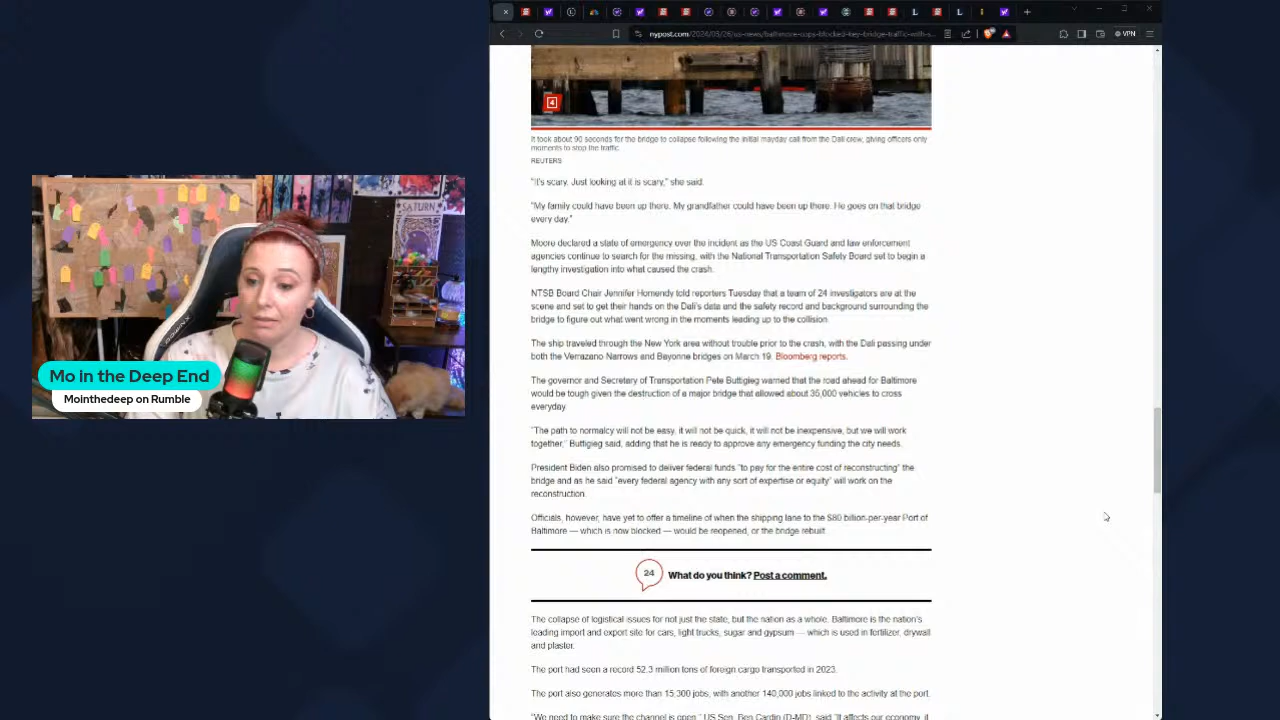 nypost.com/2024/03/26/us-news/baltimore-cops-blocked-key-bridge-traffic-with-s...
VPN
4
It took about 90 seconds for the bridge to collapse following the initial mayday call from the Dali crew, giving officers only
moments to stop the traffic.
REUTERS
"It's scary. Just looking at it is scary," she said.
"My family could have been up there. My grandfather could have been up there. He goes on that bridge
every day."
Moore declared a state of emergency over the incident as the US Coast Guard and law enforcement
agencies continue to search for the missing, with the National Transportation Safety Board set to begin a
lengthy investigation into what caused the crash.
NTSB Board Chair Jennifer Homendy told reporters Tuesday that a team of 24 investigators are at the
scene and set to get their hands on the Dali's data and the safety record and background surrounding the
bridge to figure out what went wrong in the moments leading up to the collision.
The ship traveled through the New York area without trouble prior to the crash, with the Dali passing under
both the Verrazano Narrows and Bayonne bridges on March 19, Bloomberg reports.
The governor and Secretary of Transportation Pete Buttigieg warned that the road ahead for Baltimore
would be tough given the destruction of a major bridge that allowed about 35,000 vehicles to cross
everyday.
"The path to normalcy will not be easy, it will not be quick, it will not be inexpensive, but we will work
together," Buttigieg said, adding that he is ready to approve any emergency funding the city needs.
President Biden also promised to deliver federal funds "to pay for the entire cost of reconstructing" the
bridge and as he said "every federal agency with any sort of expertise or equity" will work on the
reconstruction.
Officials, however, have yet to offer a timeline of when the shipping lane to the $80 billion-per-year Port of
Baltimore — which is now blocked — would be reopened, or the bridge rebuilt.
24 What do you think? Post a comment.
The collapse of logistical issues for not just the state, but the nation as a whole. Baltimore is the nation's
leading import and export site for cars, light trucks, sugar and gypsum — which is used in fertilizer, drywall
and plaster.
The port had seen a record 52.3 million tons of foreign cargo transported in 2023.
The port also generates more than 15,300 jobs, with another 140,000 jobs linked to the activity at the port.
"We need to make sure the channel is open," US Sen. Ben Cardin (D-MD), said "It affects our economy, it
SATURN
Mo in the Deep End
Mointhedeep on Rumble